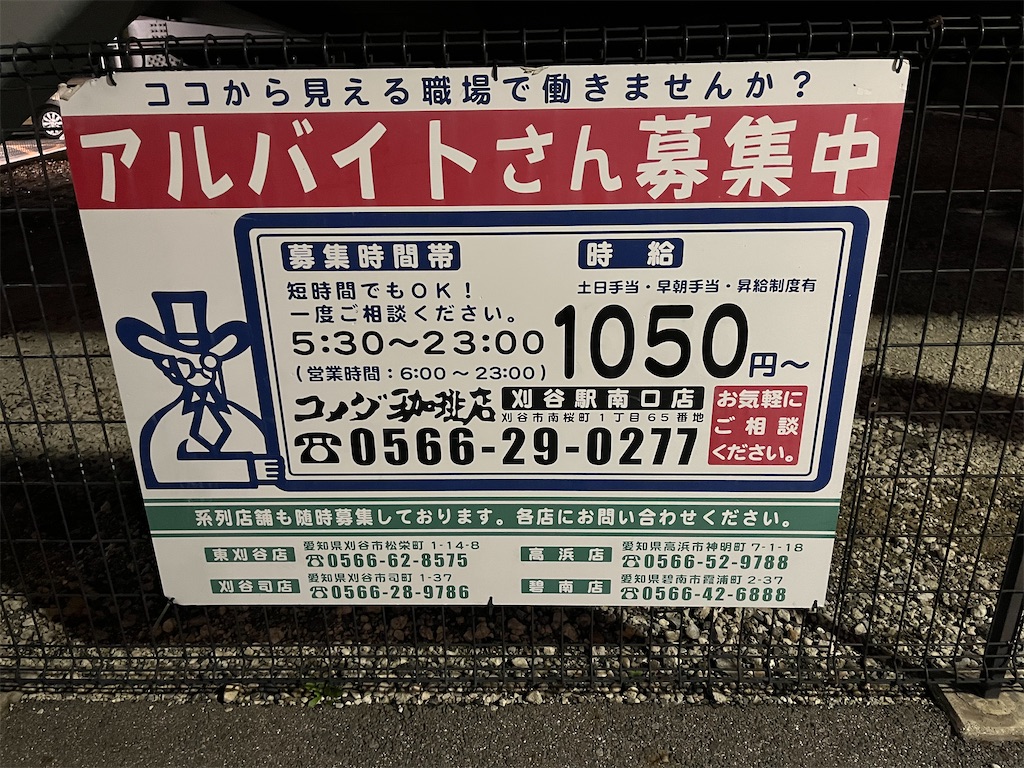 ココから見える職場で働きませんか？
アルバイトさん募集中
募集時間帯
短時間でもOK！
一度ご相談ください。
5:30〜23:00
(営業時間：6:00〜23:00)
時給
土日手当・早朝手当・昇給制度有
1050円〜
コメダ珈琲店 刈谷駅南口店
刈谷市南桜町1丁目65番地
☎0566-29-0277
お気軽に
ご相談
ください。
系列店舗も随時募集しております。各店にお問い合わせください。
東刈谷店 愛知県刈谷市松栄町 1-14-8
☎0566-62-8575
刈谷司店 愛知県刈谷市司町 1-37
☎0566-28-9786
高浜店 愛知県高浜市神明町 7-1-18
☎0566-52-9788
碧南店 愛知県碧南市霞浦町 2-37
☎0566-42-6888